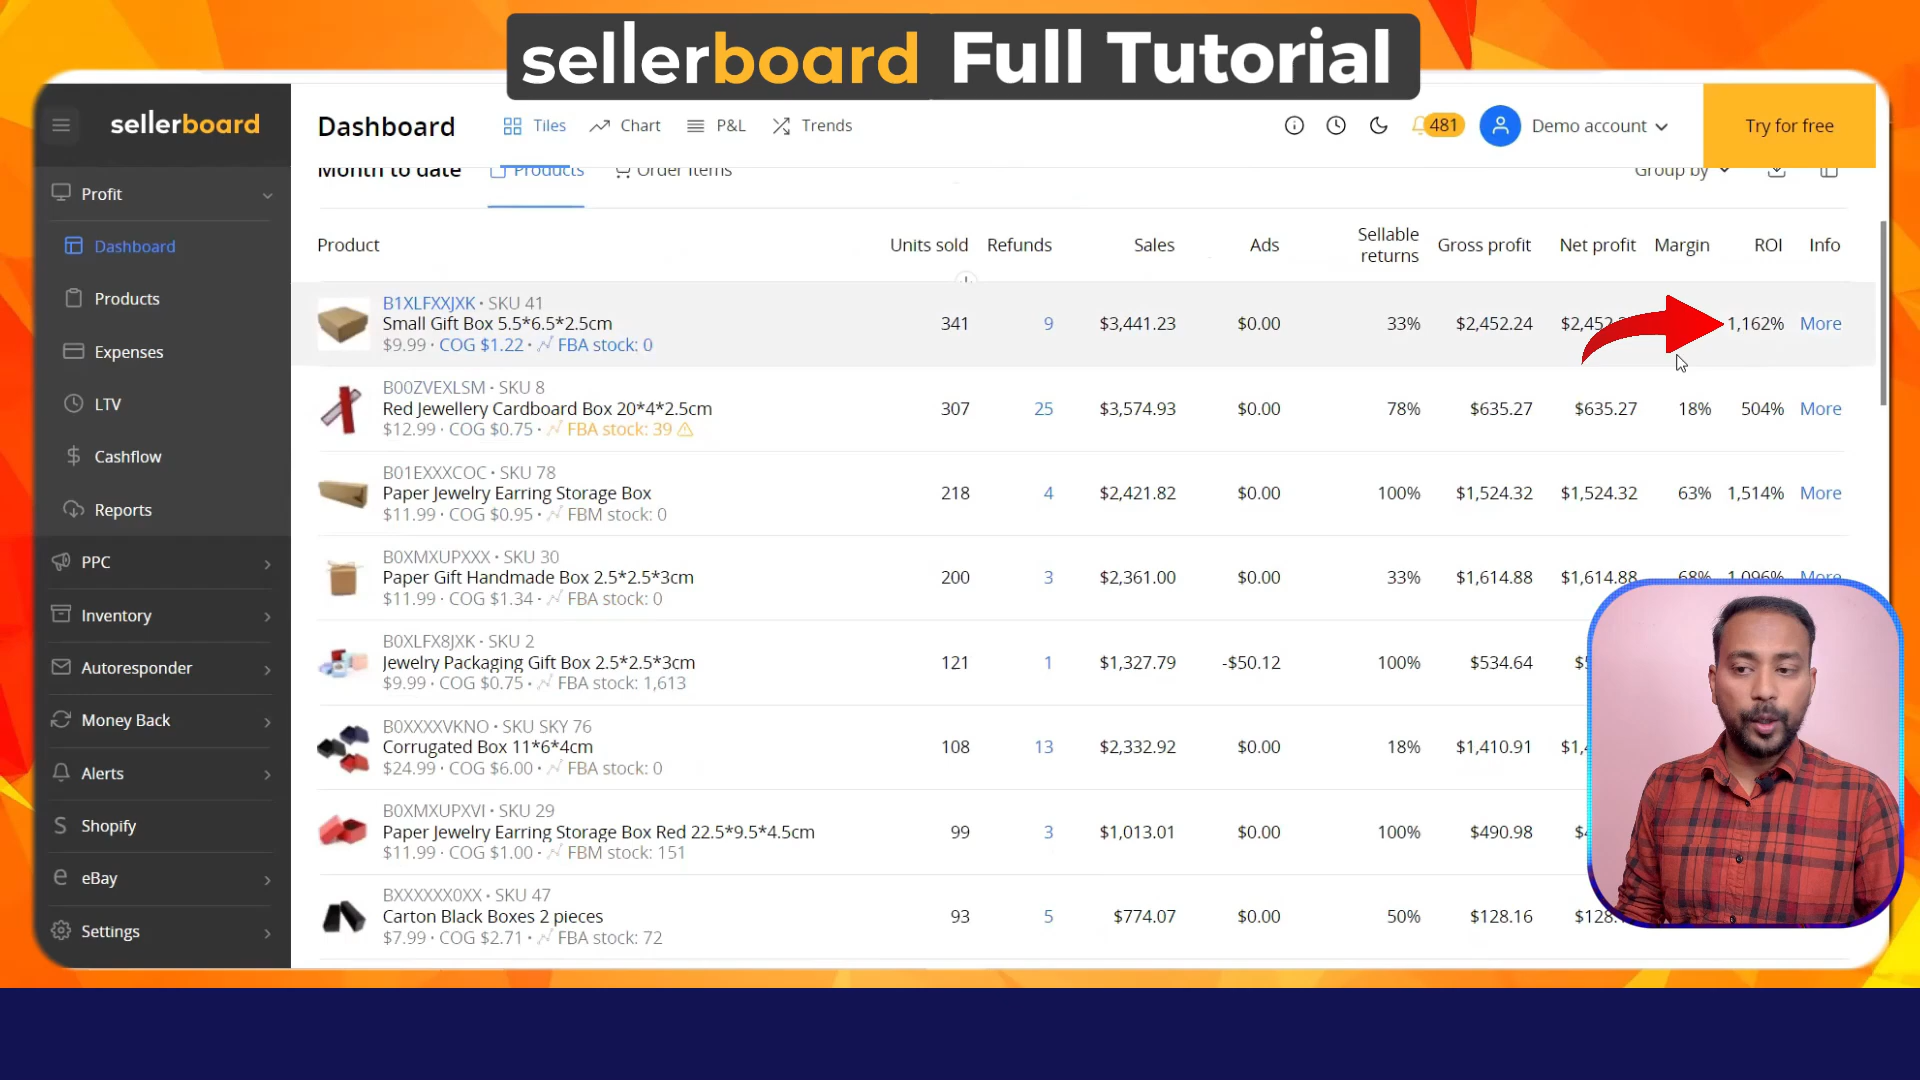 sellerboard Full Tutorial
sellerboard
Dashboard
Tiles
Chart
P&L
Trends
481
Demo account
Try for free
Profit
Dashboard
Products
Expenses
LTV
Cashflow
Reports
PPC
Inventory
Autoresponder
Money Back
Alerts
Shopify
eBay
Settings
Month to date
Products
Order items
Group by
Product
Units sold
Refunds
Sales
Ads
Sellable
returns
Gross profit
Net profit
Margin
ROI
Info
B1XLFXXJXK • SKU 41
Small Gift Box 5.5*6.5*2.5cm
$9.99 · COG $1.22 · FBA stock: 0
341 9 $3,441.23 $0.00 33% $2,452.24 1,162% More
B00ZVEXLSM • SKU 8
Red Jewellery Cardboard Box 20*4*2.5cm
$12.99 · COG $0.75 · FBA stock: 39
307 25 $3,574.93 $0.00 78% $635.27 $635.27 18% 504% More
B01EXXXCOC • SKU 78
Paper Jewelry Earring Storage Box
$11.99 · COG $0.95 · FBM stock: 0
218 4 $2,421.82 $0.00 100% $1,524.32 $1,524.32 63% 1,514% More
B0XMXUPXXX • SKU 30
Paper Gift Handmade Box 2.5*2.5*3cm
$11.99 · COG $1.34 · FBA stock: 0
200 3 $2,361.00 $0.00 33% $1,614.88 $1,614.88 68% 1,096% More
B0XLFX8JXK • SKU 2
Jewelry Packaging Gift Box 2.5*2.5*3cm
$9.99 · COG $0.75 · FBA stock: 1,613
121 1 $1,327.79 -$50.12 100% $534.64
B0XXXXVKNO • SKU SKY 76
Corrugated Box 11*6*4cm
$24.99 · COG $6.00 · FBA stock: 0
108 13 $2,332.92 $0.00 18% $1,410.91
B0XMXUPXVI • SKU 29
Paper Jewelry Earring Storage Box Red 22.5*9.5*4.5cm
$11.99 · COG $1.00 · FBM stock: 151
99 3 $1,013.01 $0.00 100% $490.98
BXXXXXX0XX • SKU 47
Carton Black Boxes 2 pieces
$7.99 · COG $2.71 · FBA stock: 72
93 5 $774.07 $0.00 50% $128.16